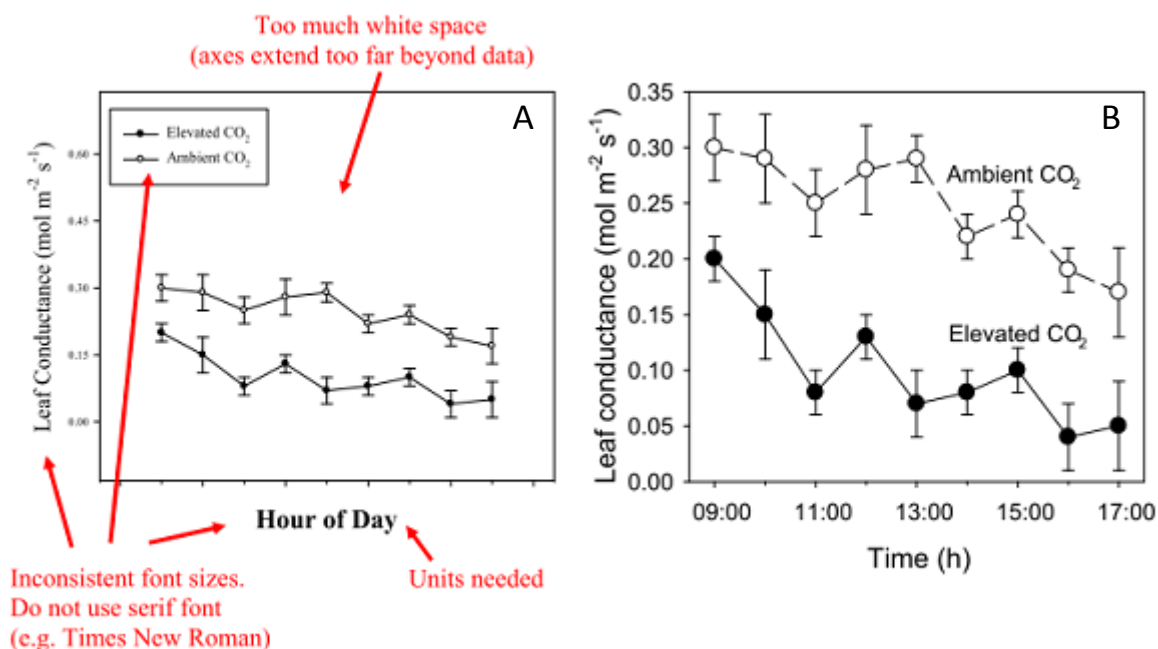 Too much white space
(axes extend too far beyond data)
A
Elevated CO₂
Ambient CO₂
0.60
0.45
0.30
0.15
0.00
Leaf Conductance (mol m⁻² s⁻¹)
Hour of Day
Inconsistent font sizes.
Do not use serif font
(e.g. Times New Roman)
Units needed
B
0.35
0.30
0.25
0.20
0.15
0.10
0.05
0.00
Leaf conductance (mol m⁻² s⁻¹)
Ambient CO₂
Elevated CO₂
09:00 11:00 13:00 15:00 17:00
Time (h)